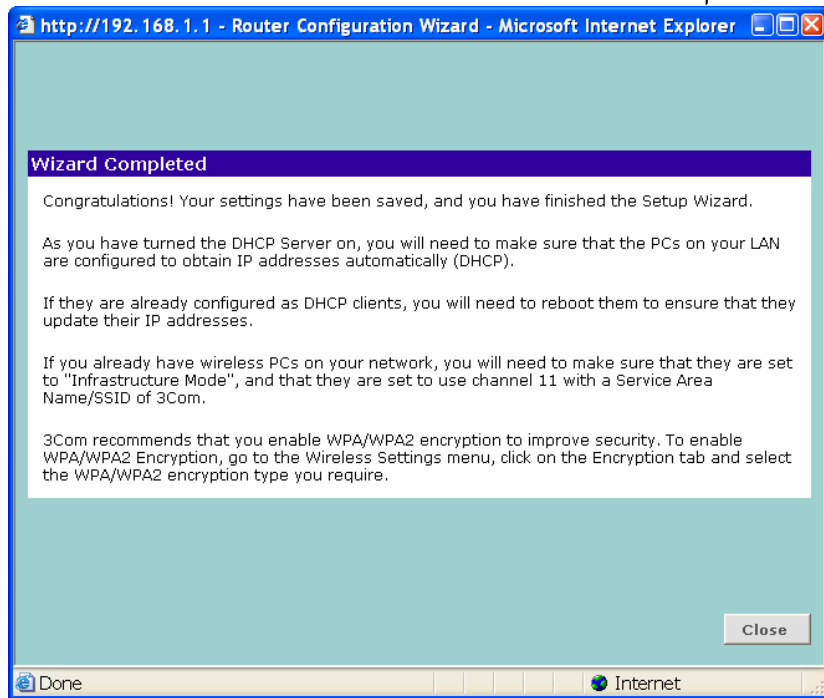 http://192.168.1.1 - Router Configuration Wizard - Microsoft Internet Explorer
Wizard Completed
Congratulations! Your settings have been saved, and you have finished the Setup Wizard.
As you have turned the DHCP Server on, you will need to make sure that the PCs on your LAN
are configured to obtain IP addresses automatically (DHCP).
If they are already configured as DHCP clients, you will need to reboot them to ensure that they
update their IP addresses.
If you already have wireless PCs on your network, you will need to make sure that they are set
to "Infrastructure Mode", and that they are set to use channel 11 with a Service Area
Name/SSID of 3Com.
3Com recommends that you enable WPA/WPA2 encryption to improve security. To enable
WPA/WPA2 Encryption, go to the Wireless Settings menu, click on the Encryption tab and select
the WPA/WPA2 encryption type you require.
Close
Done
Internet